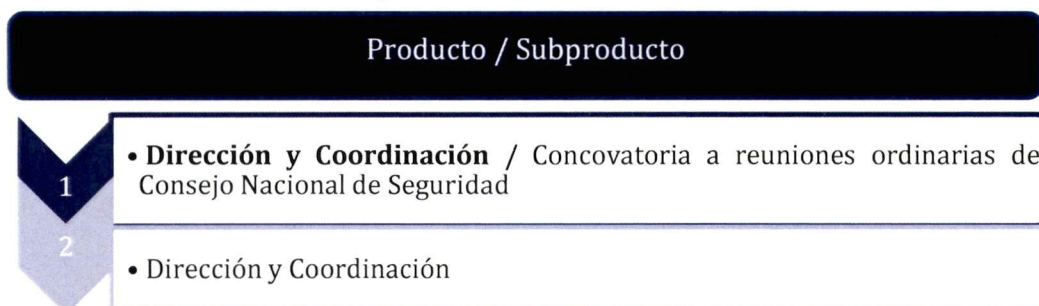 Producto / Subproducto
1
• Dirección y Coordinación / Concovatoria a reuniones ordinarias de
Consejo Nacional de Seguridad
2
• Dirección y Coordinación